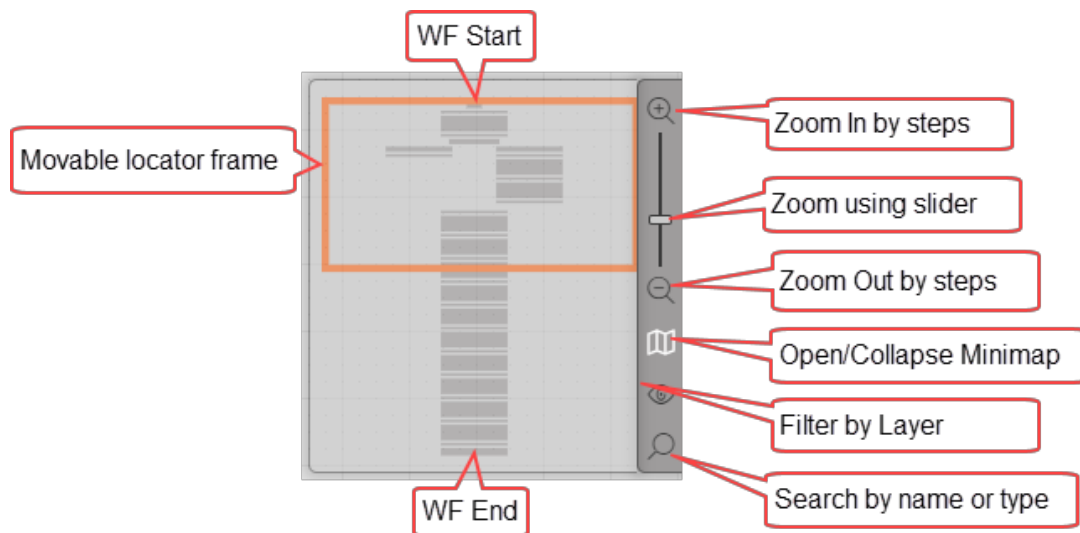 WF Start
Zoom In by steps
Movable locator frame
Zoom using slider
Zoom Out by steps
Open/Collapse Minimap
Filter by Layer
Search by name or type
WF End